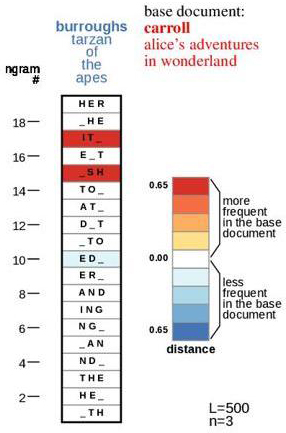 burroughs
tarzan
of
the
apes
base document:
carroll
alice's adventures
in wonderland
ngram
#
HER
18
_HE
IT_
16
E_T
_SH
14
TO_
AT_
12
D_T
_TO
10
ED_
ER_
8
AND
ING
6
NG_
_AN
4
ND_
THE
2
HE_
_TH
0.65
0.00
0.65
distance
more
frequent
in the base
document
less
frequent
in the base
document
L=500
n=3